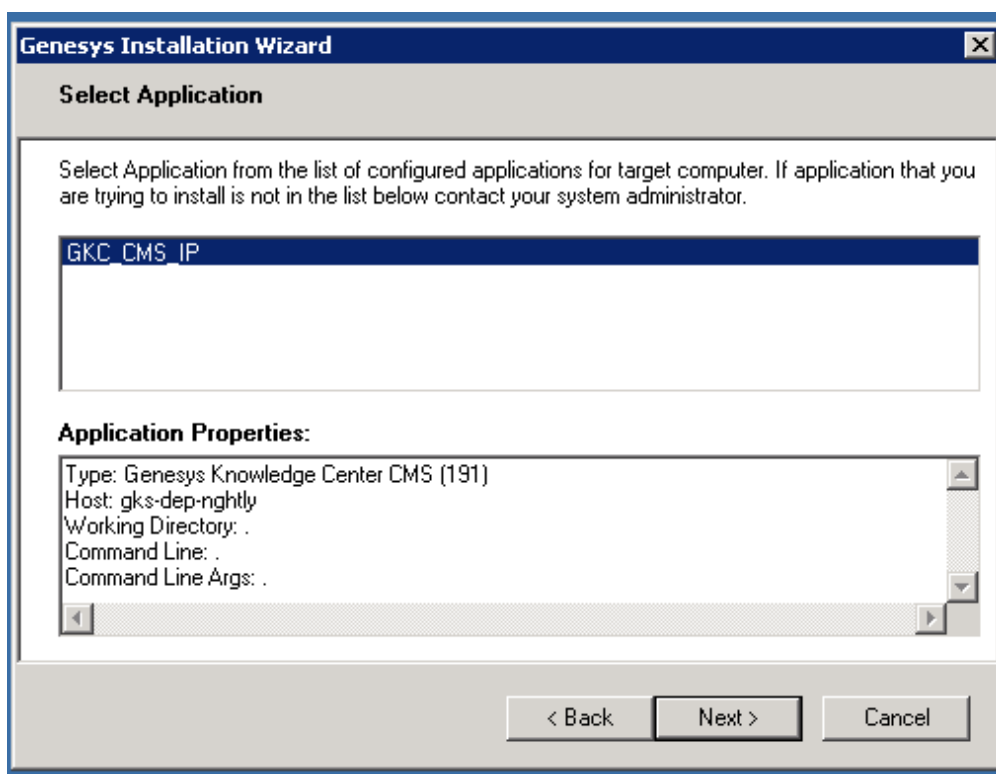 Genesys Installation Wizard
Select Application
Select Application from the list of configured applications for target computer. If application that you
are trying to install is not in the list below contact your system administrator.
GKC_CMS_IP
Application Properties:
Type: Genesys Knowledge Center CMS (191)
Host: gks-dep-nghtly
Working Directory: .
Command Line: .
Command Line Args: .
< Back Next > Cancel